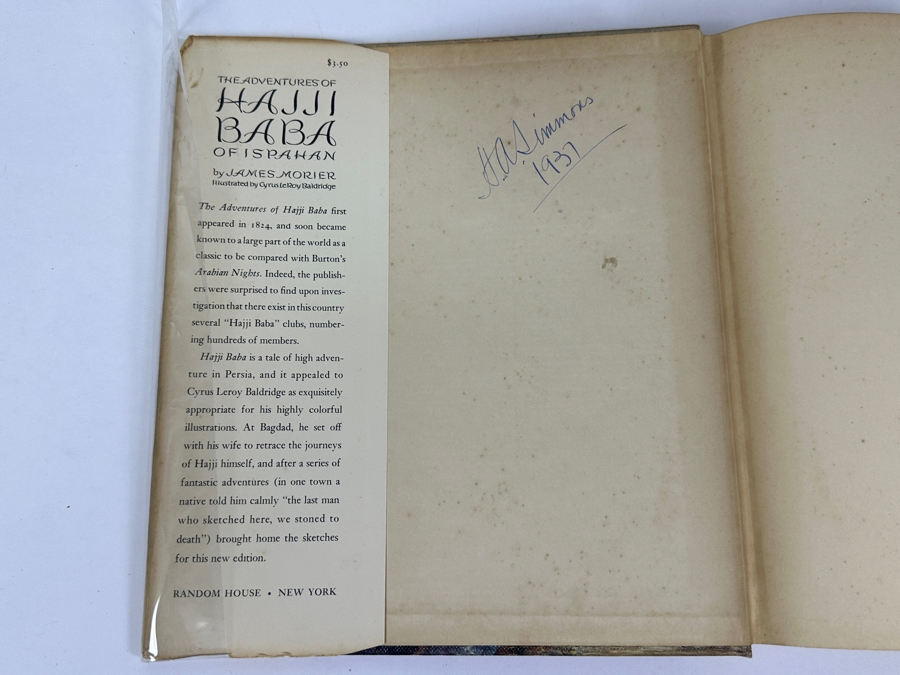 $3.50
THE ADVENTURES OF
HAJJI
BABA
OF ISPAHAN
by JAMES MORIER
Illustrated by Cyrus LeRoy Baldridge
The Adventures of Hajji Baba first
appeared in 1824, and soon became
known to a large part of the world as a
classic to be compared with Burton's
Arabian Nights. Indeed, the publish-
ers were surprised to find upon inves-
tigation that there exist in this country
several "Hajji Baba" clubs, number-
ing hundreds of members.
Hajji Baba is a tale of high adven-
ture in Persia, and it appealed to
Cyrus Leroy Baldridge as exquisitely
appropriate for his highly colorful
illustrations. At Bagdad, he set off
with his wife to retrace the journeys
of Hajji himself, and after a series of
fantastic adventures (in one town a
native told him calmly "the last man
who sketched here, we stoned to
death") brought home the sketches
for this new edition.
RANDOM HOUSE • NEW YORK
H.A. Simmons
1937